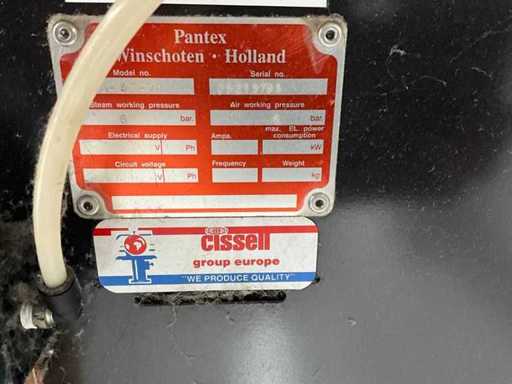 Pantex
Winschoten · Holland
Model no. Serial no.
Steam working pressure Air working pressure
6 bar. bar.
Electrical supply Amps. max. EL. power consumption
V Ph kW
Circuit voltage Frequency Weight
V Ph kg
cissell
group europe
"WE PRODUCE QUALITY"